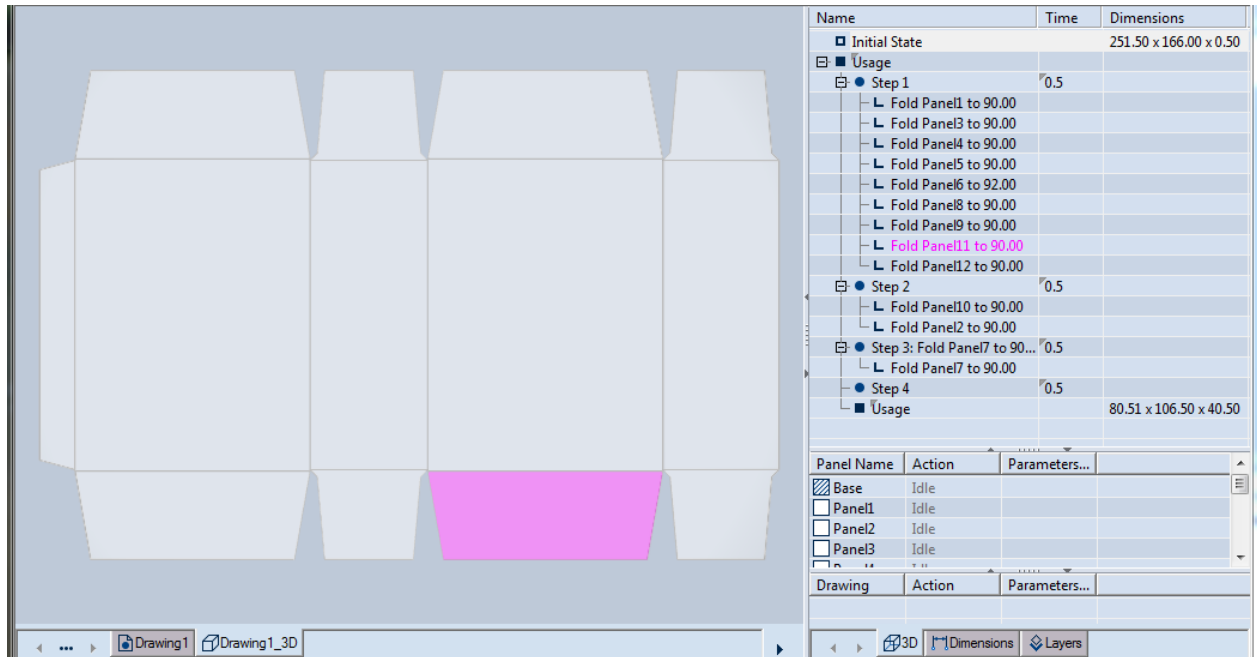 Name Time Dimensions
Initial State 251.50 x 166.00 x 0.50
Usage
Step 1 0.5
Fold Panel1 to 90.00
Fold Panel3 to 90.00
Fold Panel4 to 90.00
Fold Panel5 to 90.00
Fold Panel6 to 92.00
Fold Panel8 to 90.00
Fold Panel9 to 90.00
Fold Panel11 to 90.00
Fold Panel12 to 90.00
Step 2 0.5
Fold Panel10 to 90.00
Fold Panel2 to 90.00
Step 3: Fold Panel7 to 90... 0.5
Fold Panel7 to 90.00
Step 4 0.5
Usage 80.51 x 106.50 x 40.50
Panel Name Action Parameters...
Base Idle
Panel1 Idle
Panel2 Idle
Panel3 Idle
Drawing Action Parameters...
Drawing1 Drawing1_3D 3D Dimensions Layers